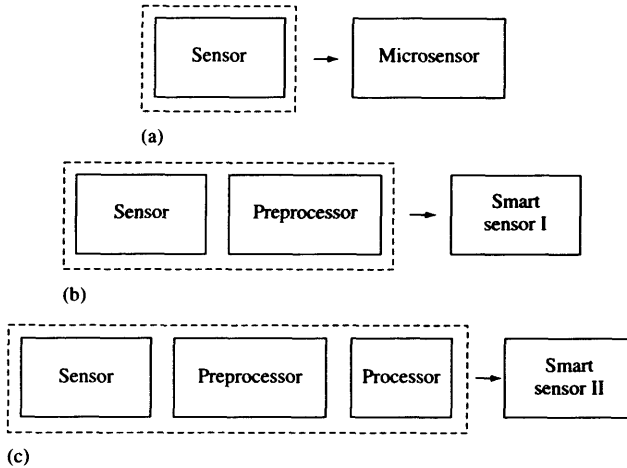 Sensor
Microsensor
(a)
Sensor
Preprocessor
Smart
sensor I
(b)
Sensor
Preprocessor
Processor
Smart
sensor II
(c)